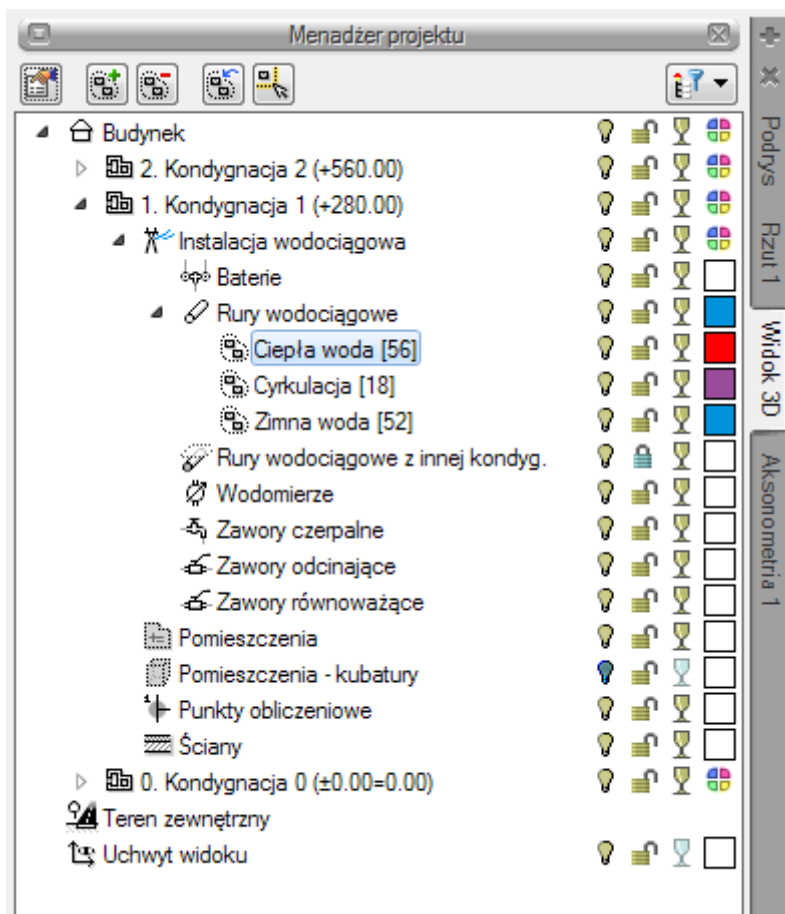 Menadżer projektu
Budynek
2. Kondygnacja 2 (+560.00)
1. Kondygnacja 1 (+280.00)
Instalacja wodociągowa
Baterie
Rury wodociągowe
Ciepła woda [56]
Cyrkulacja [18]
Zimna woda [52]
Rury wodociągowe z innej kondyg.
Wodomierze
Zawory czerpalne
Zawory odcinające
Zawory równoważące
Pomieszczenia
Pomieszczenia - kubatury
Punkty obliczeniowe
Ściany
0. Kondygnacja 0 (±0.00=0.00)
Teren zewnętrzny
Uchwyt widoku
Podrys
Rzut 1
Widok 3D
Aksonometria 1